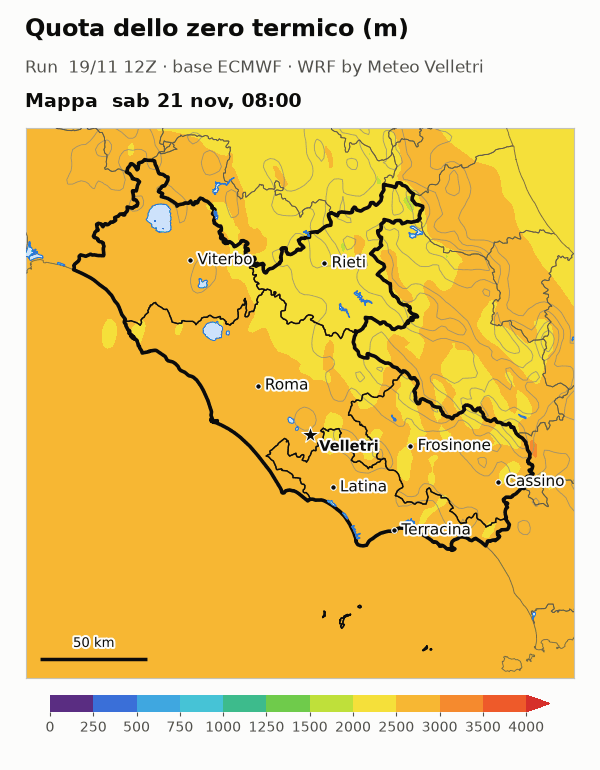 Quota dello zero termico (m)
Run  19/11 12Z · base ECMWF · WRF by Meteo Velletri
Mappa  sab 21 nov, 08:00
Viterbo
Rieti
Roma
Velletri
Frosinone
Cassino
Latina
Terracina
50 km
0 250 500 750 1000 1250 1500 2000 2500 3000 3500 4000